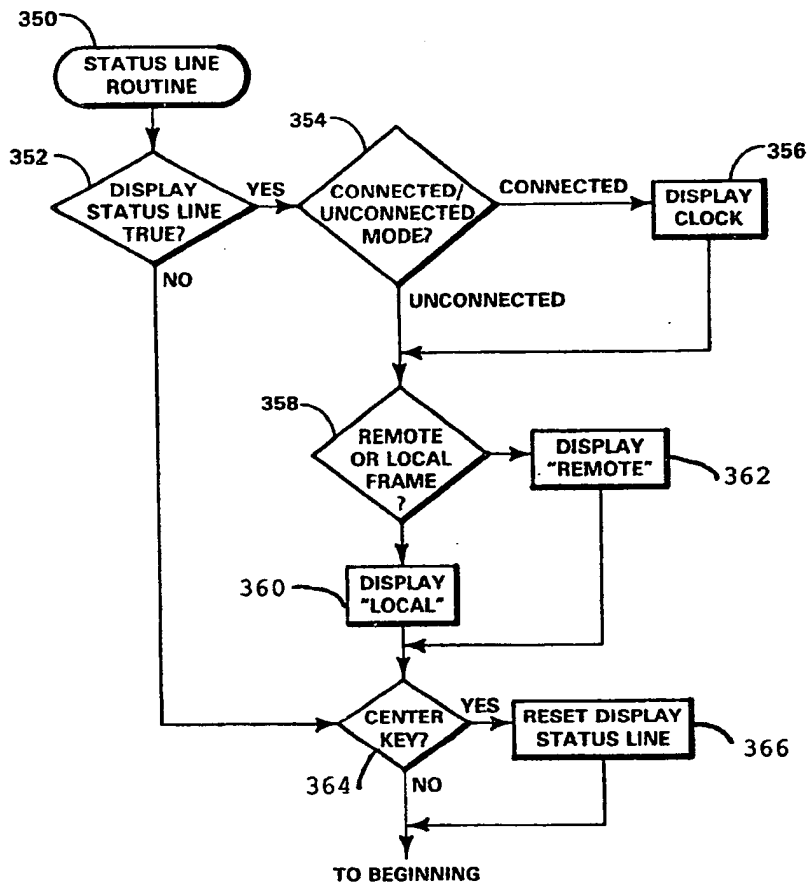 350
STATUS LINE
ROUTINE
352
DISPLAY
STATUS LINE
TRUE?
YES
NO
354
CONNECTED/
UNCONNECTED
MODE?
CONNECTED
UNCONNECTED
356
DISPLAY
CLOCK
358
REMOTE
OR LOCAL
FRAME
?
DISPLAY
"REMOTE"
362
360
DISPLAY
"LOCAL"
CENTER
KEY?
364
YES
NO
RESET DISPLAY
STATUS LINE
366
TO BEGINNING